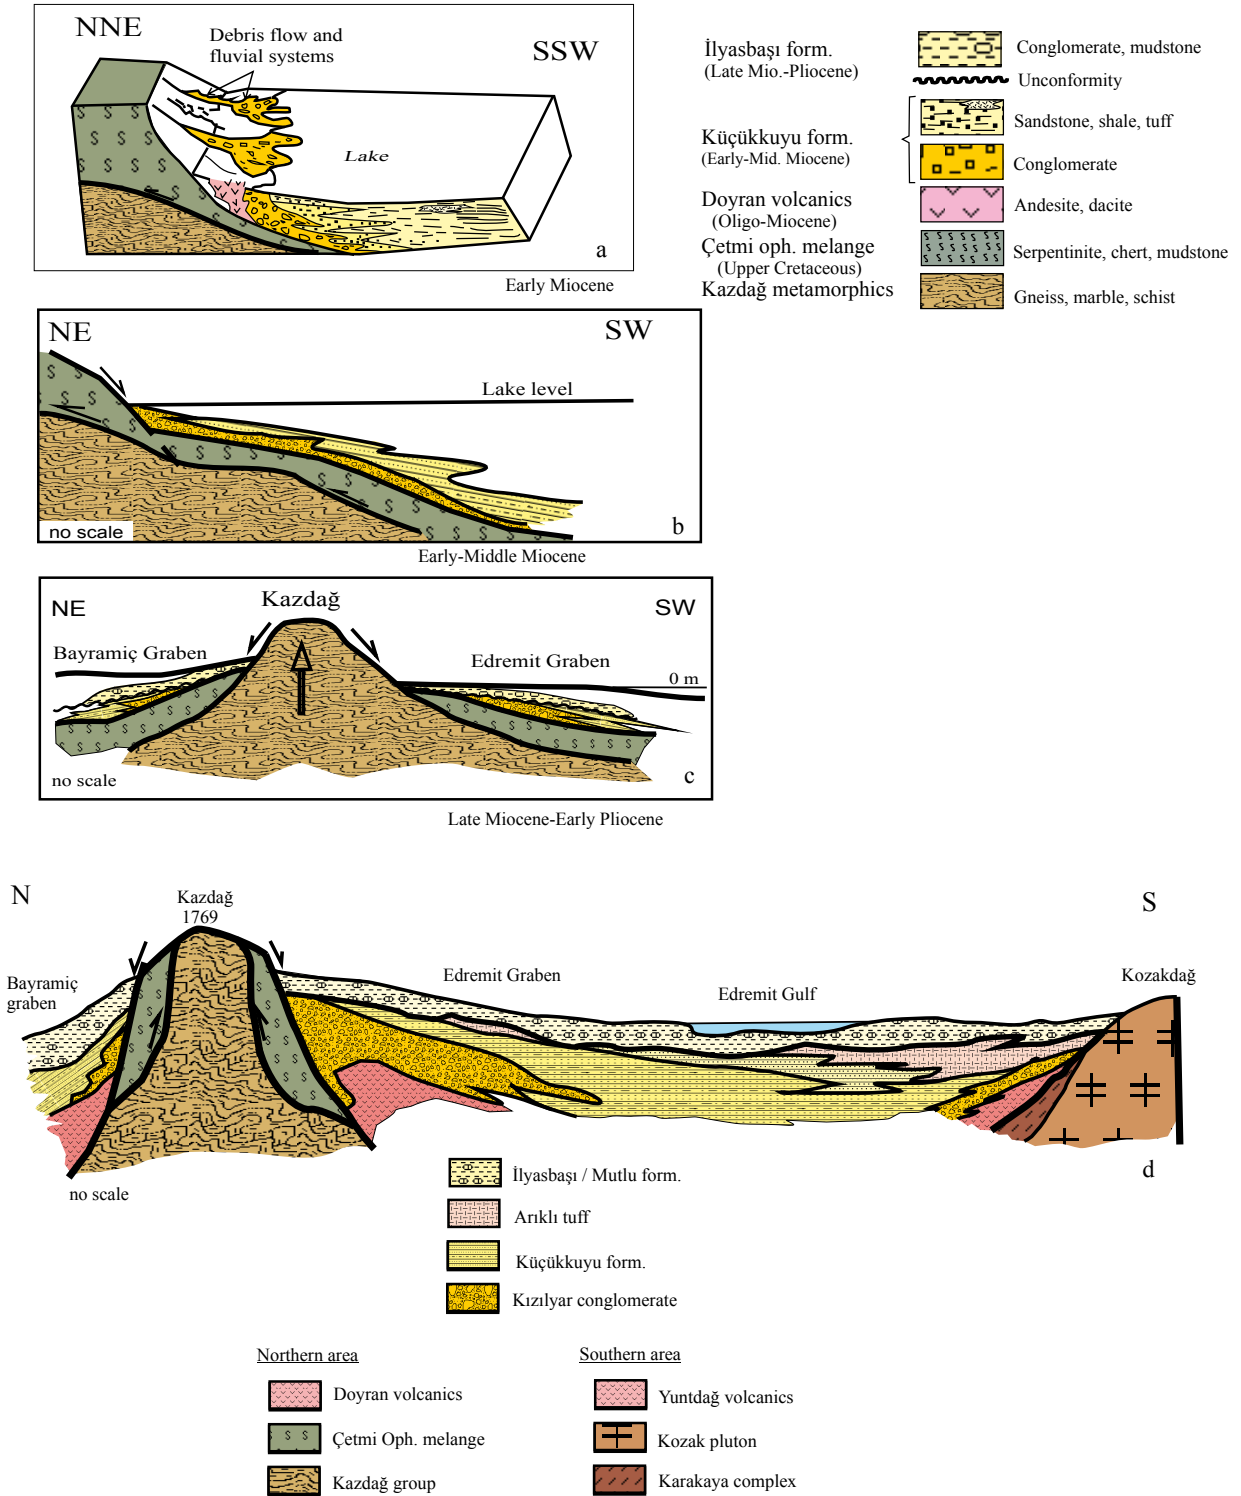 NNE
Debris flow and
fluvial systems
SSW
Lake
a
Early Miocene
İlyasbaşı form.
(Late Mio.-Pliocene)
Conglomerate, mudstone
Unconformity
Küçükkuyu form.
(Early-Mid. Miocene)
Sandstone, shale, tuff
Conglomerate
Doyran volcanics
(Oligo-Miocene)
Andesite, dacite
Çetmi oph. melange
(Upper Cretaceous)
Serpentinite, chert, mudstone
Kazdağ metamorphics
Gneiss, marble, schist
NE
SW
Lake level
no scale
b
Early-Middle Miocene
NE
Kazdağ
SW
Bayramiç Graben
Edremit Graben
0 m
no scale
c
Late Miocene-Early Pliocene
N
Kazdağ
1769
S
Bayramiç
graben
Edremit Graben
Edremit Gulf
Kozakdağ
no scale
d
İlyasbaşı / Mutlu form.
Arıklı tuff
Küçükkuyu form.
Kızılyar conglomerate
Northern area
Doyran volcanics
Çetmi Oph. melange
Kazdağ group
Southern area
Yuntdağ volcanics
Kozak pluton
Karakaya complex